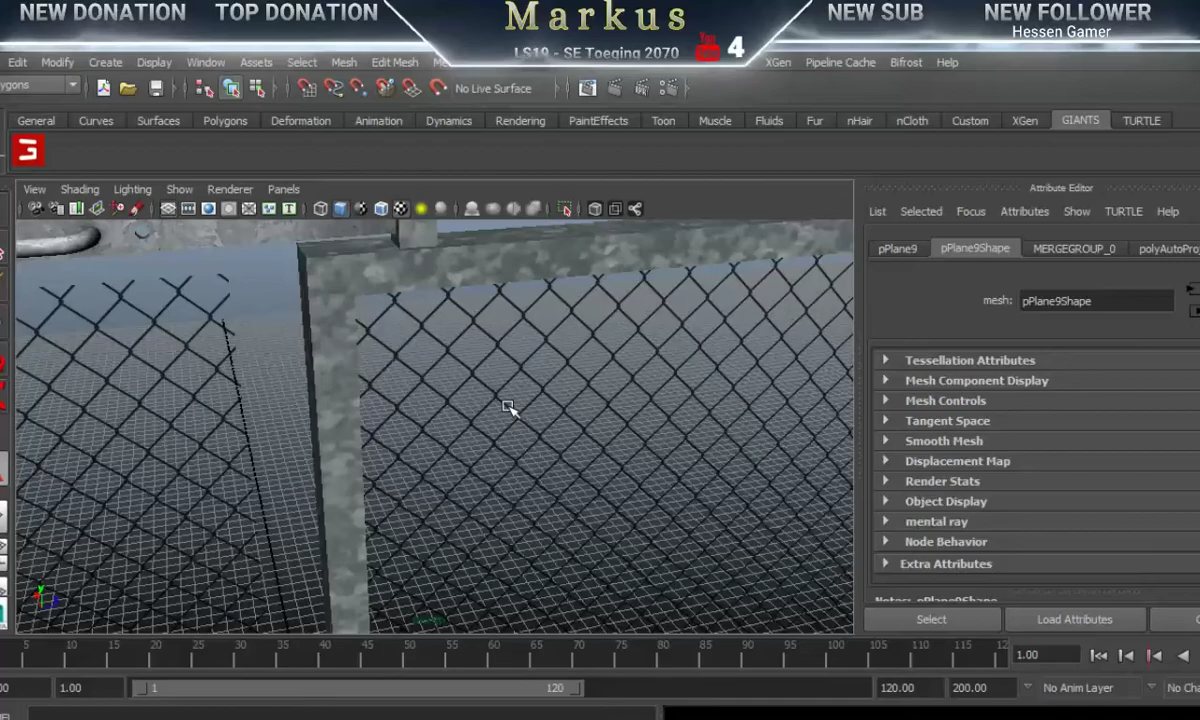 NEW DONATION TOP DONATION Markus NEW SUB NEW FOLLOWER
LS19 - SE Toeging 2070 You 4 Hessen Gamer
Edit Modify Create Display Window Assets Select Mesh Edit Mesh XGen Pipeline Cache Bifrost Help
ygons No Live Surface
General Curves Surfaces Polygons Deformation Animation Dynamics Rendering PaintEffects Toon Muscle Fluids Fur nHair nCloth Custom XGen GIANTS TURTLE
View Shading Lighting Show Renderer Panels
Attribute Editor
List Selected Focus Attributes Show TURTLE Help
pPlane9 pPlane9Shape MERGEGROUP_0 polyAutoProj
mesh: pPlane9Shape
Tessellation Attributes
Mesh Component Display
Mesh Controls
Tangent Space
Smooth Mesh
Displacement Map
Render Stats
Object Display
mental ray
Node Behavior
Extra Attributes
Notes: pPlane9Shape
Select Load Attributes
5 10 15 20 25 30 35 40 45 50 55 60 65 70 75 80 85 90 95 100 105 110 115 12 1.00
00 1.00 1 120 120.00 200.00 No Anim Layer No Cha